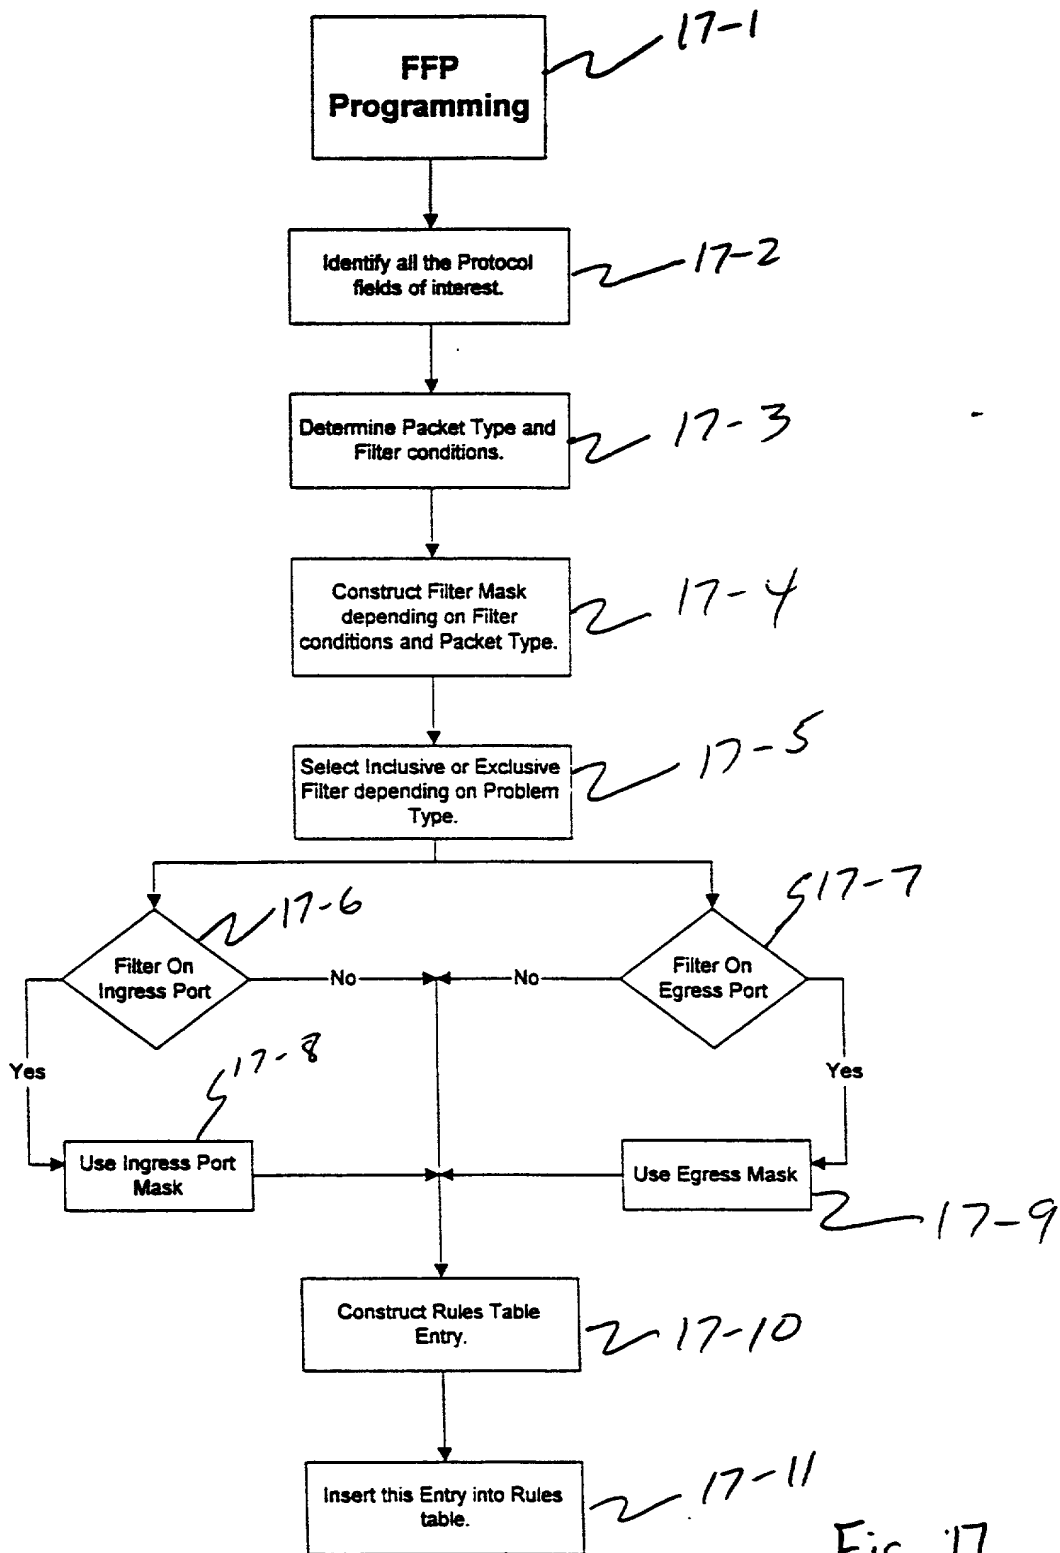 FFP
Programming
17-1
Identify all the Protocol
fields of interest.
17-2
Determine Packet Type and
Filter conditions.
17-3
Construct Filter Mask
depending on Filter
conditions and Packet Type.
17-4
Select Inclusive or Exclusive
Filter depending on Problem
Type.
17-5
17-6
17-7
Filter On
Ingress Port
No
No
Filter On
Egress Port
Yes
17-8
Yes
Use Ingress Port
Mask
Use Egress Mask
17-9
Construct Rules Table
Entry.
17-10
Insert this Entry into Rules
table.
17-11
Fig. 17